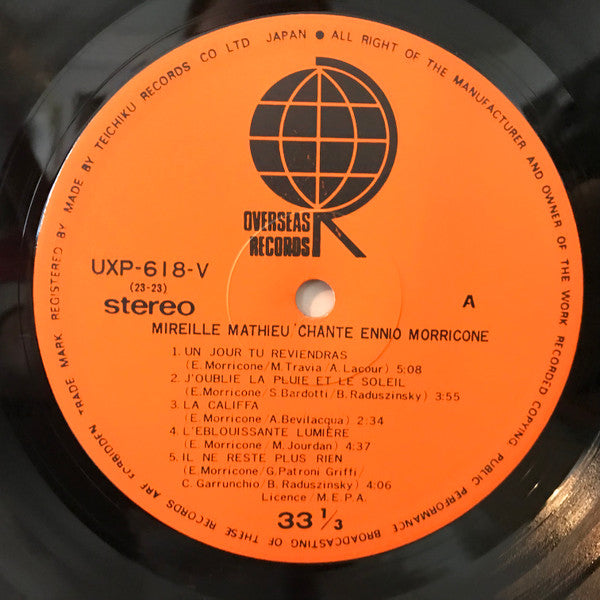 TRADE MARK REGISTERED BY MADE BY TEICHIKU RECORDS CO LTD JAPAN ● ALL RIGHT OF THE MANUFACTURER AND OWNER OF THE WORK RECORDED COPYING PUBLIC PERFORMANCE BROADCASTING OF THESE RECORDS ARE FORBIDDEN
OVERSEAS
RECORDS
R
UXP-618-V
(23-23)
stereo
A
MIREILLE MATHIEU CHANTE ENNIO MORRICONE
1. UN JOUR TU REVIENDRAS
(E. Morricone/M. Travia/A. Lacour) 5:08
2. J'OUBLIE LA PLUIE ET LE SOLEIL
(E. Morricone/S. Bardotti/B. Raduszinsky) 3:55
3. LA CALIFFA
(E. Morricone/A. Bevilacqua) 2:34
4. L'EBLOUISSANTE LUMIÈRE
(E. Morricone/M. Jourdan) 4:37
5. IL NE RESTE PLUS RIEN
(E. Morricone/G. Patroni Griffi/
C. Garrunchio/B. Raduszinsky) 4:06
Licence/M.E.P.A.
33 1/3